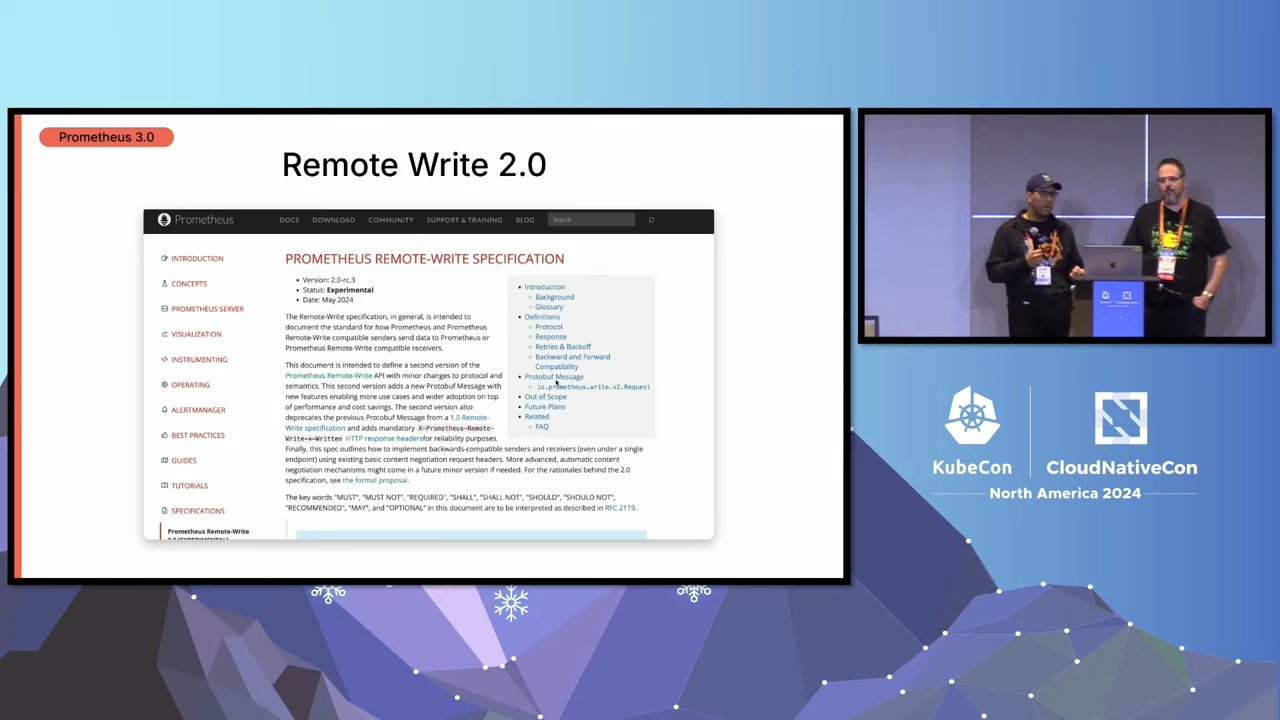 Prometheus 3.0
Remote Write 2.0
Prometheus
DOCS DOWNLOAD COMMUNITY SUPPORT & TRAINING BLOG Search
INTRODUCTION
CONCEPTS
PROMETHEUS SERVER
VISUALIZATION
INSTRUMENTING
OPERATING
ALERTMANAGER
BEST PRACTICES
GUIDES
TUTORIALS
SPECIFICATIONS
Prometheus Remote-Write
2.0 [EXPERIMENTAL]
PROMETHEUS REMOTE-WRITE SPECIFICATION
Version: 2.0-rc.3
Status: Experimental
Date: May 2024
The Remote-Write specification, in general, is intended to
document the standard for how Prometheus and Prometheus
Remote-Write compatible senders send data to Prometheus or
Prometheus Remote-Write compatible receivers.
This document is intended to define a second version of the
Prometheus Remote-Write API with minor changes to protocol and
semantics. This second version adds a new Protobuf Message with
new features enabling more use cases and wider adoption on top
of performance and cost savings. The second version also
deprecates the previous Protobuf Message from a 1.0 Remote-
Write specification and adds mandatory X-Prometheus-Remote-
Write-*-Written HTTP response headersfor reliability purposes.
Finally, this spec outlines how to implement backwards-compatible senders and receivers (even under a single
endpoint) using existing basic content negotiation request headers. More advanced, automatic content
negotiation mechanisms might come in a future minor version if needed. For the rationales behind the 2.0
specification, see the formal proposal.
The key words "MUST", "MUST NOT", "REQUIRED", "SHALL", "SHALL NOT", "SHOULD", "SHOULD NOT",
"RECOMMENDED", "MAY", and "OPTIONAL" in this document are to be interpreted as described in RFC 2119.
Introduction
Background
Glossary
Definitions
Protocol
Response
Retries & Backoff
Backward and Forward
Compatibility
Protobuf Message
io.prometheus.write.v2.Request
Out of Scope
Future Plans
Related
FAQ
KubeCon
CloudNativeCon
North America 2024